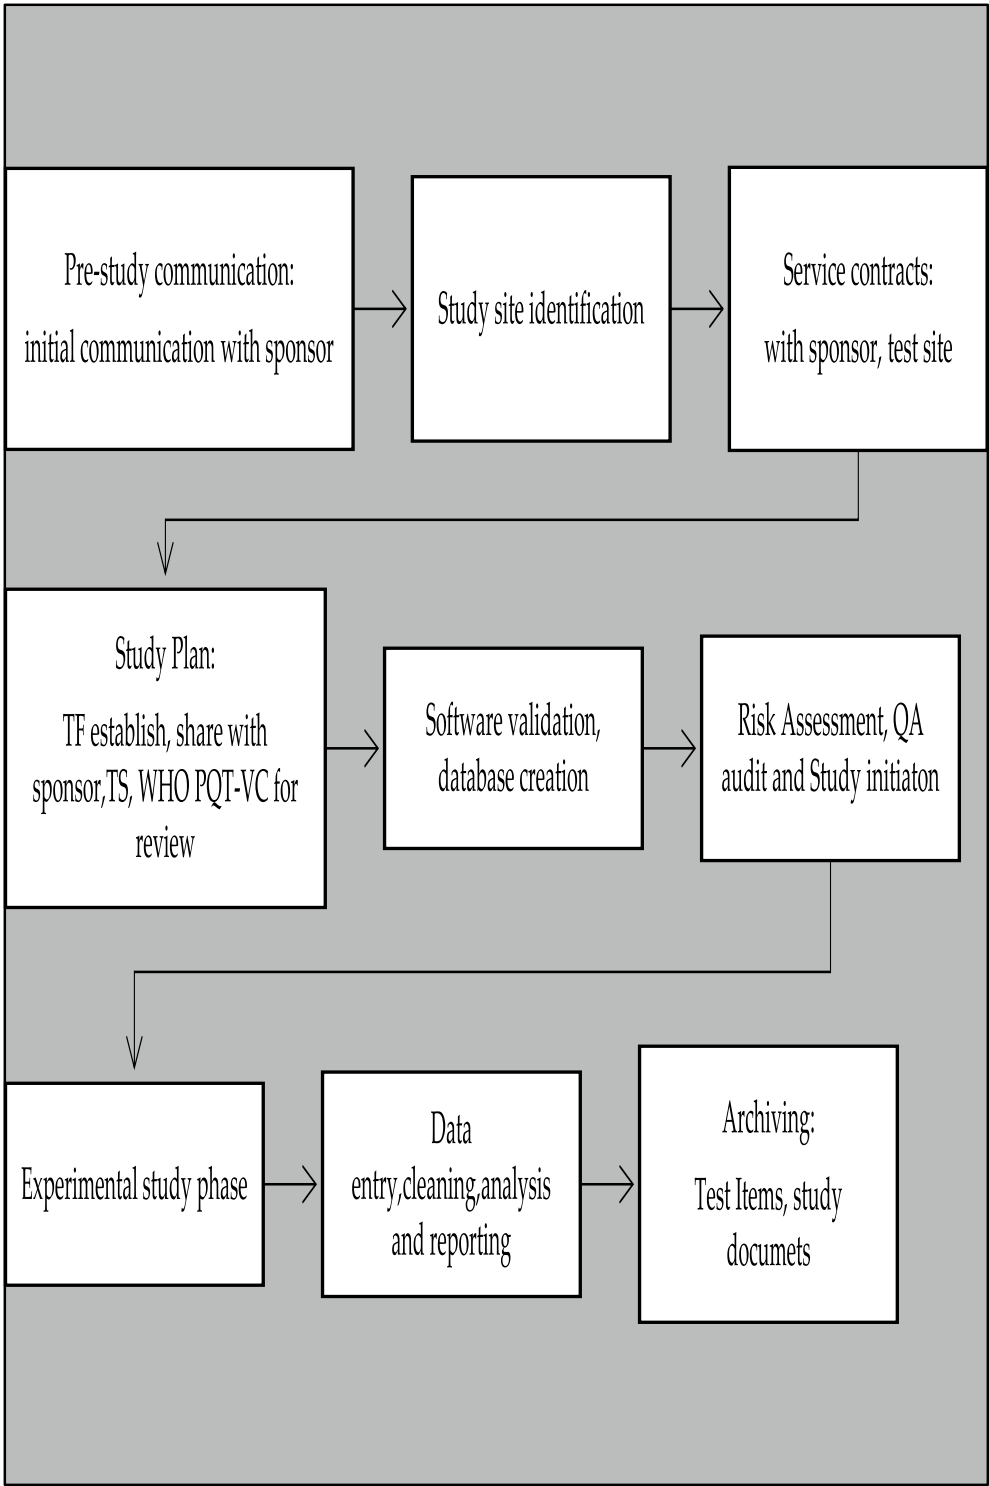 Pre-study communication:
initial communication with sponsor
Study site identification
Service contracts:
with sponsor, test site
Study Plan:
TF establish, share with
sponsor,TS, WHO PQT-VC for
review
Software validation,
database creation
Risk Assessment, QA
audit and Study initiaton
Experimental study phase
Data
entry,cleaning,analysis
and reporting
Archiving:
Test Items, study
documets